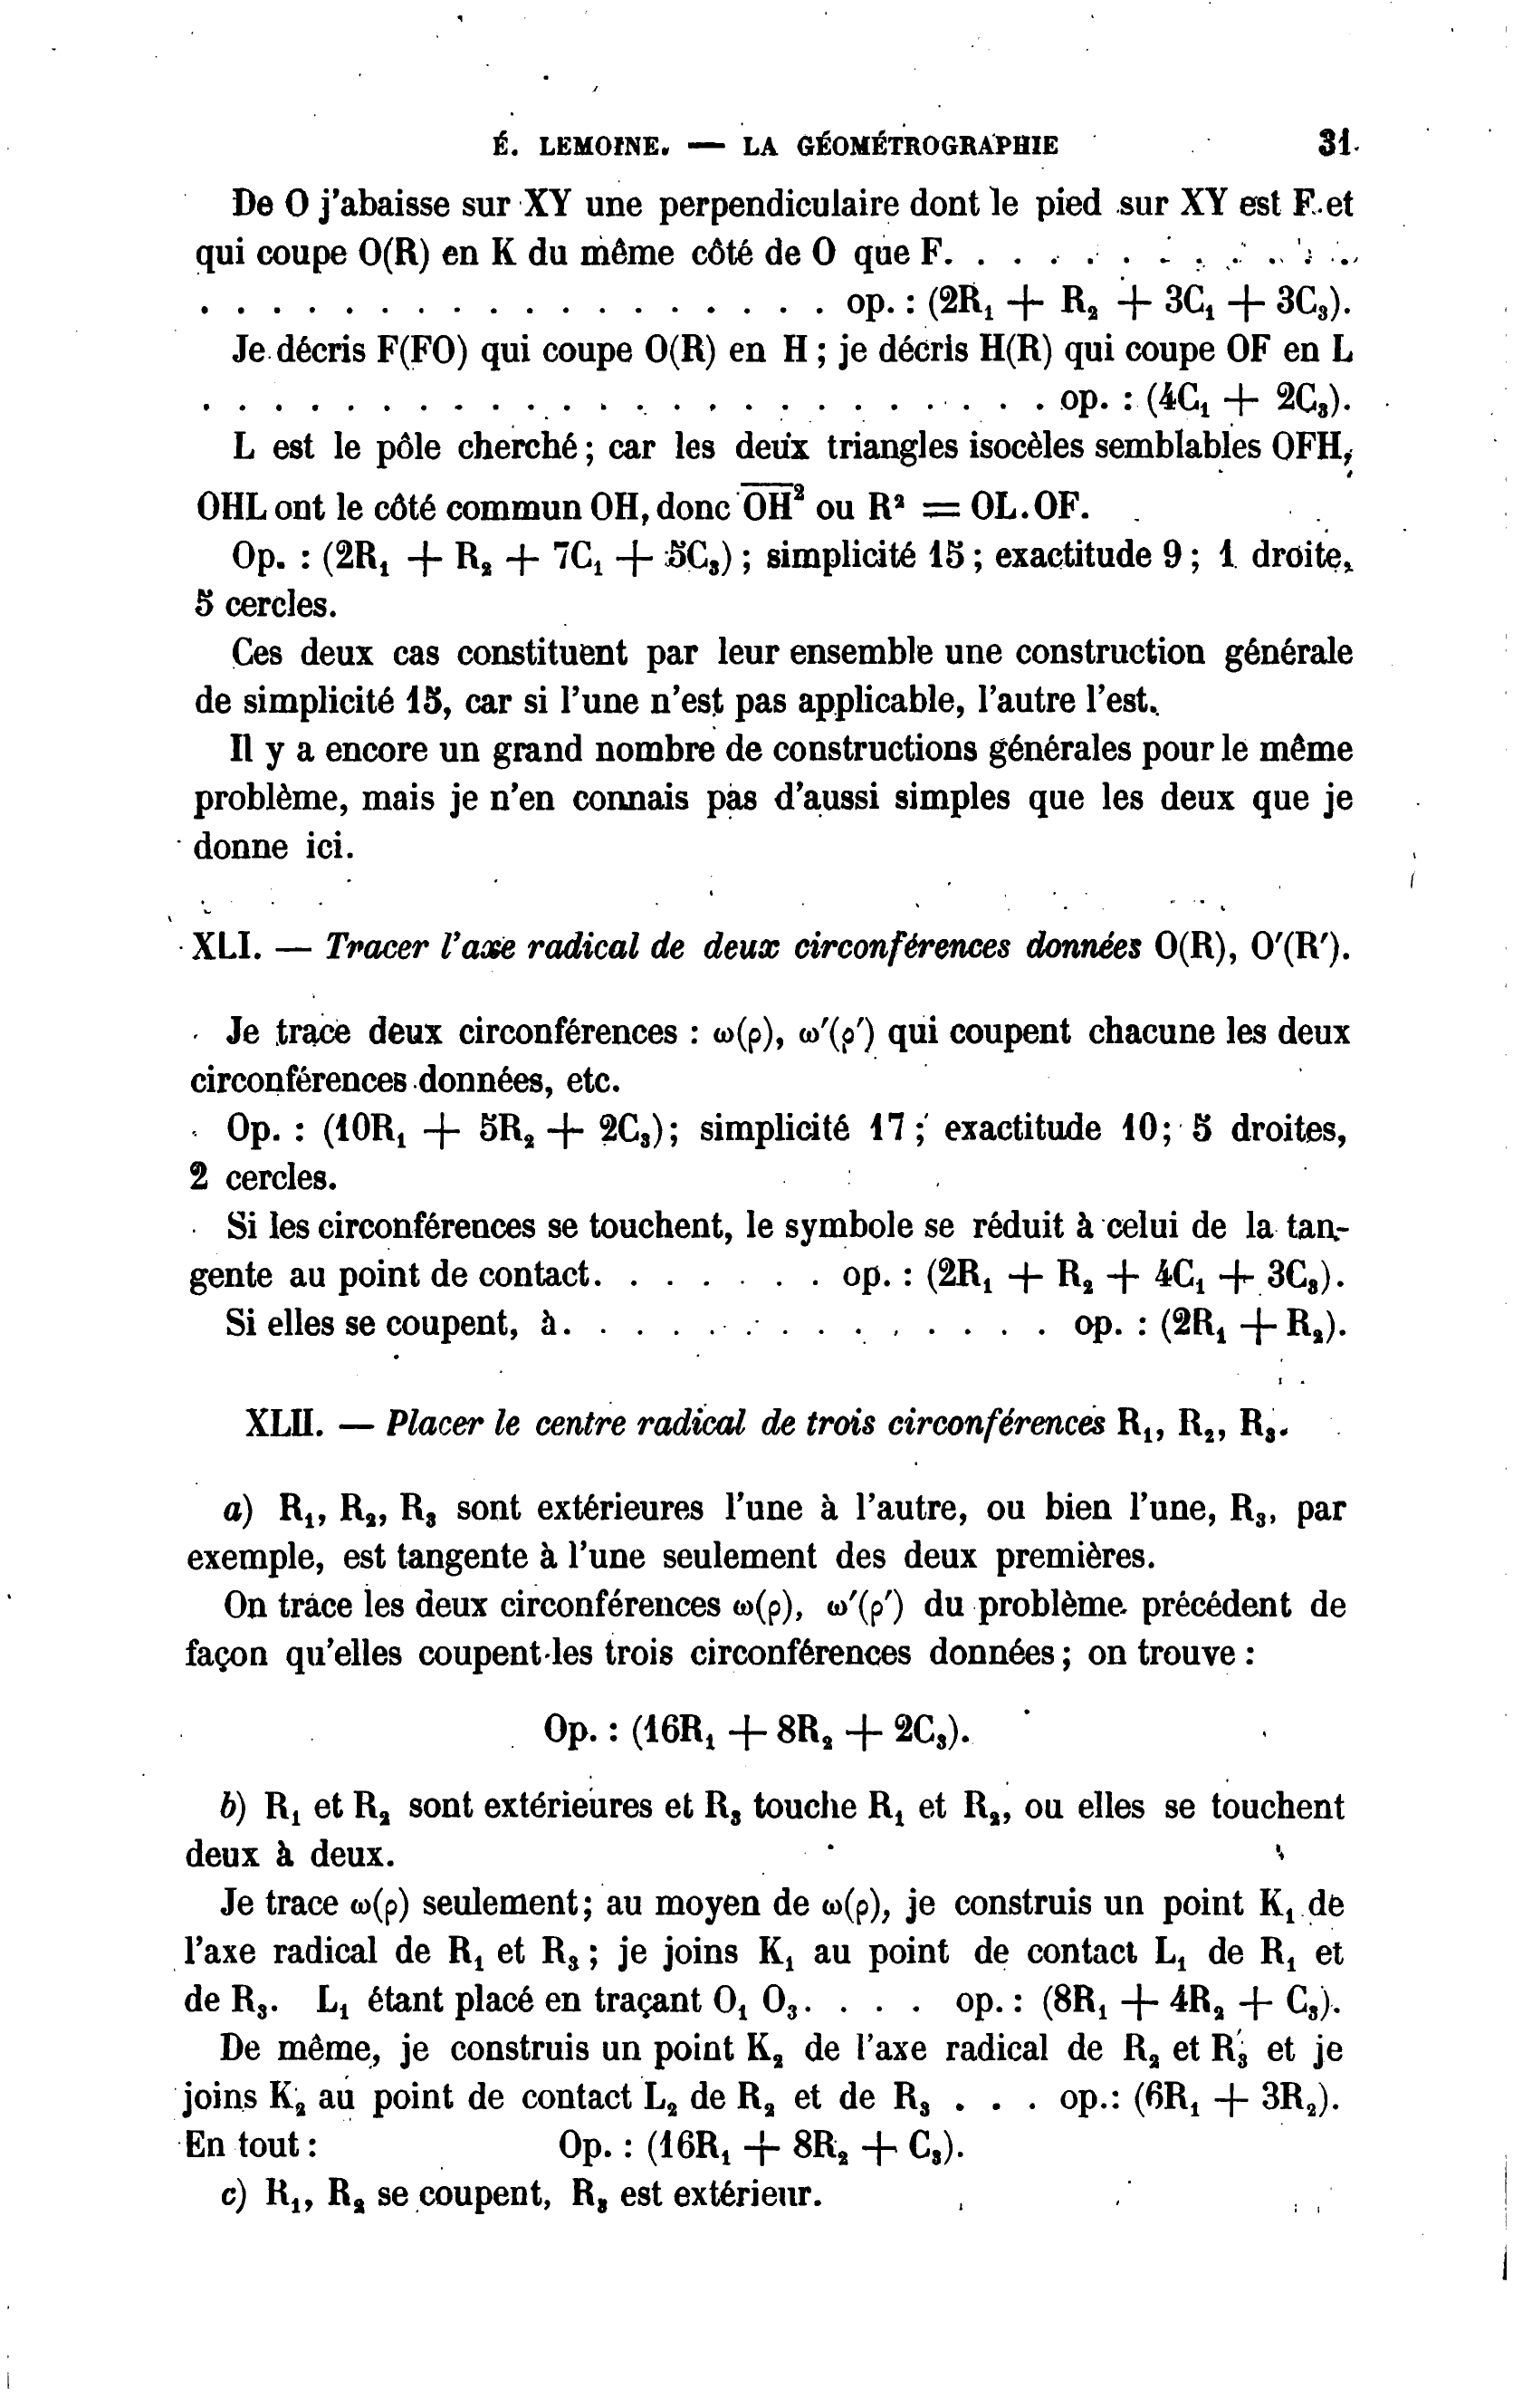 É. LEMOINE. — LA GÉOMÉTROGRAPHIE 31
De O j'abaisse sur XY une perpendiculaire dont le pied sur XY est F et
qui coupe O(R) en K du même côté de O que F. . . . . . . . . . . .
. . . . . . . . . . . . . . . . . . op. : (2R₁ + R₂ + 3C₁ + 3C₃).
Je décris F(FO) qui coupe O(R) en H ; je décris H(R) qui coupe OF en L
. . . . . . . . . . . . . . . . . . . . . . . . op. : (4C₁ + 2C₃).
L est le pôle cherché ; car les deux triangles isocèles semblables OFH,
OHL ont le côté commun OH, donc O̅H̅² ou R² = OL.OF.
Op. : (2R₁ + R₂ + 7C₁ + 5C₃) ; simplicité 15 ; exactitude 9 ; 1 droite,
5 cercles.
Ces deux cas constituent par leur ensemble une construction générale
de simplicité 15, car si l'une n'est pas applicable, l'autre l'est.
Il y a encore un grand nombre de constructions générales pour le même
problème, mais je n'en connais pas d'aussi simples que les deux que je
donne ici.
XLI. — Tracer l'axe radical de deux circonférences données O(R), O′(R′).
Je trace deux circonférences : ω(ρ), ω′(ρ′) qui coupent chacune les deux
circonférences données, etc.
Op. : (10R₁ + 5R₂ + 2C₃) ; simplicité 17 ; exactitude 10 ; 5 droites,
2 cercles.
Si les circonférences se touchent, le symbole se réduit à celui de la tan-
gente au point de contact. . . . . . . op. : (2R₁ + R₂ + 4C₁ + 3C₃).
Si elles se coupent, à. . . . . . . . . . . . . . op. : (2R₁ + R₂).
XLII. — Placer le centre radical de trois circonférences R₁, R₂, R₃.
a) R₁, R₂, R₃ sont extérieures l'une à l'autre, ou bien l'une, R₃, par
exemple, est tangente à l'une seulement des deux premières.
On trace les deux circonférences ω(ρ), ω′(ρ′) du problème précédent de
façon qu'elles coupent les trois circonférences données ; on trouve :
Op. : (16R₁ + 8R₂ + 2C₃).
b) R₁ et R₂ sont extérieures et R₃ touche R₁ et R₂, ou elles se touchent
deux à deux.
Je trace ω(ρ) seulement ; au moyen de ω(ρ), je construis un point K₁ de
l'axe radical de R₁ et R₃ ; je joins K₁ au point de contact L₁ de R₁ et
de R₃. L₁ étant placé en traçant O₁ O₃. . . . . op. : (8R₁ + 4R₂ + C₃).
De même, je construis un point K₂ de l'axe radical de R₂ et R₃ et je
joins K₂ au point de contact L₂ de R₂ et de R₃ . . . op.: (6R₁ + 3R₂).
En tout : Op. : (16R₁ + 8R₂ + C₃).
c) R₁, R₂ se coupent, R₃ est extérieur.